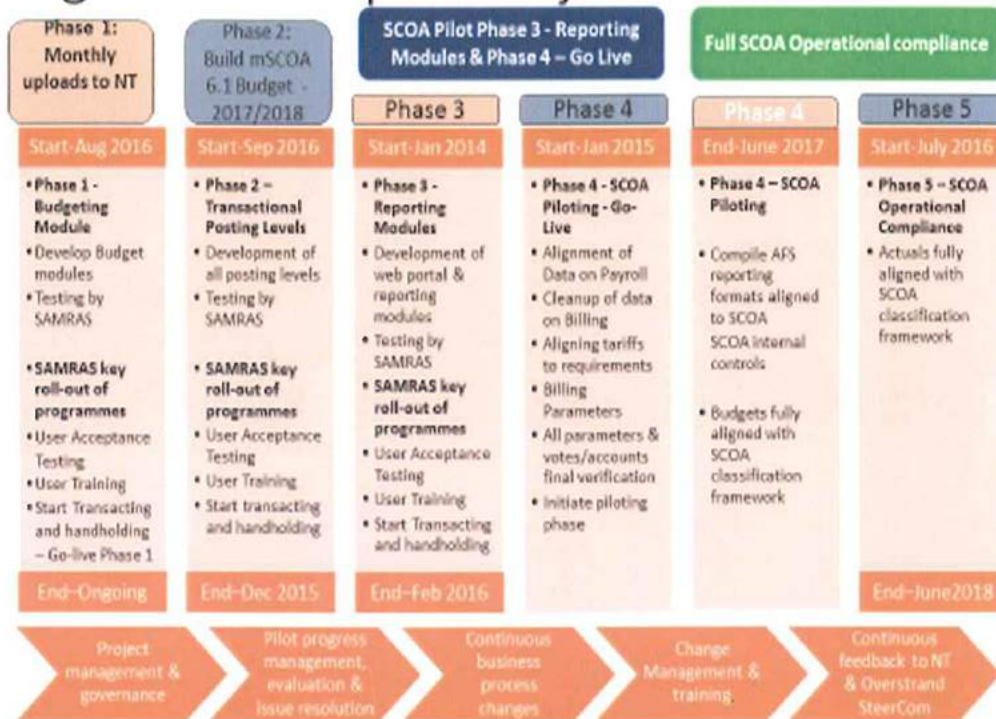 Phase 1:
Monthly
uploads to NT
Phase 2:
Build mSCOA
6.1 Budget -
2017/2018
SCOA Pilot Phase 3 - Reporting
Modules & Phase 4 – Go Live
Full SCOA Operational compliance
Phase 3
Phase 4
Phase 4
Phase 5
Start-Aug 2016
• Phase 1 -
Budgeting
Module
• Develop Budget
modules
• Testing by
SAMRAS
• SAMRAS key
roll-out of
programmes
• User Acceptance
Testing
• User Training
• Start Transacting
and handholding
– Go-live Phase 1
End–Ongoing
Start-Sep 2016
• Phase 2 –
Transactional
Posting Levels
• Development of
all posting levels
• Testing by
SAMRAS
• SAMRAS key
roll-out of
programmes
• User Acceptance
Testing
• User Training
• Start transacting
and handholding
End–Dec 2015
Start-Jan 2014
• Phase 3 -
Reporting
Modules
• Development of
web portal &
reporting
modules
• Testing by
SAMRAS
• SAMRAS key
roll-out of
programmes
• User Acceptance
Testing
• User Training
• Start Transacting
and handholding
End–Feb 2016
Start-Jan 2015
• Phase 4 - SCOA
Piloting - Go-
Live
• Alignment of
Data on Payroll
• Cleanup of data
on Billing
• Aligning tariffs
to requirements
• Billing
Parameters
• All parameters &
votes/accounts
final verification
• Initiate piloting
phase
End-June 2017
• Phase 4 – SCOA
Piloting
• Compile AFS
reporting
formats aligned
to SCOA
SCOA internal
controls
• Budgets fully
aligned with
SCOA
classification
framework
Start-July 2016
• Phase 5 – SCOA
Operational
Compliance
• Actuals fully
aligned with
SCOA
classification
framework
End–June2018
Project
management &
governance
Pilot progress
management,
evaluation &
issue resolution
Continuous
business
process
changes
Change
Management &
training.
Continuous
feedback to NT
& Overstrand
SteerCom